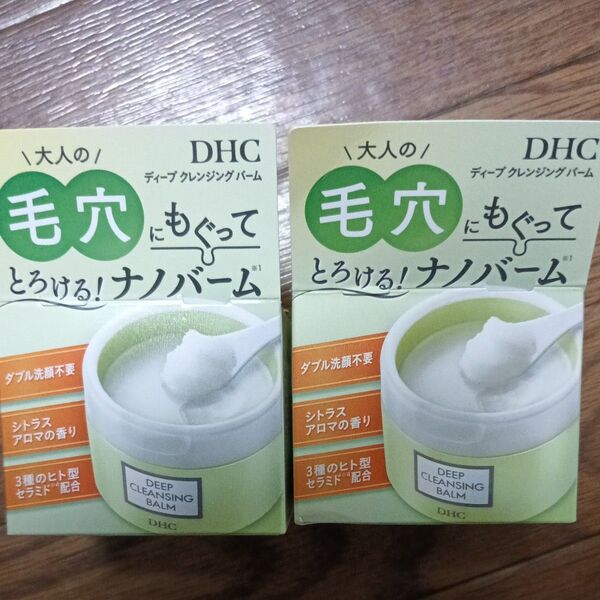 \ 大人の /
DHC
ディープ クレンジング バーム
毛穴にもぐって
とろける!ナノバーム※1
ダブル洗顔不要
シトラス
アロマの香り
3種のヒト型
セラミド配合
DEEP
CLEANSING
BALM
DHC
\ 大人の /
DHC
ディープ クレンジング バーム
毛穴にもぐって
とろける!ナノバーム※1
ダブル洗顔不要
シトラス
アロマの香り
3種のヒト型
セラミド配合
DEEP
CLEANSING
BALM
DHC